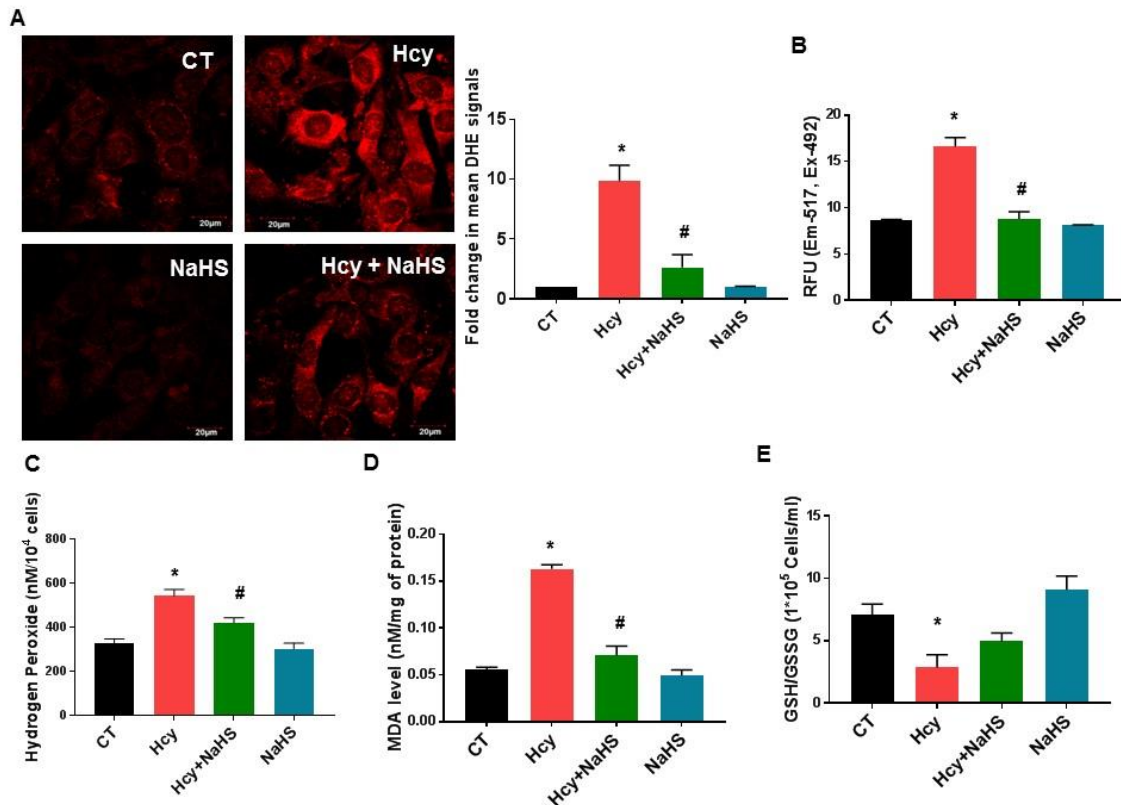 A
CT
20µm
Hcy
20µm
NaHS
20µm
Hcy + NaHS
20µm
Fold change in mean DHE signals
15
10
5
0
*
#
CT
Hcy
Hcy+NaHS
NaHS
B
RFU (Em-517, Ex-492)
20
15
10
5
0
*
#
CT
Hcy
Hcy+NaHS
NaHS
C
Hydrogen Peroxide (nM/10⁴ cells)
800
600
400
200
0
*
#
CT
Hcy
Hcy+NaHS
NaHS
D
MDA level (nM/mg of protein)
0.20
0.15
0.10
0.05
0.00
*
#
CT
Hcy
Hcy+NaHS
NaHS
E
GSH/GSSG (1*10⁵ Cells/ml)
15
10
5
0
*
CT
Hcy
Hcy+NaHS
NaHS